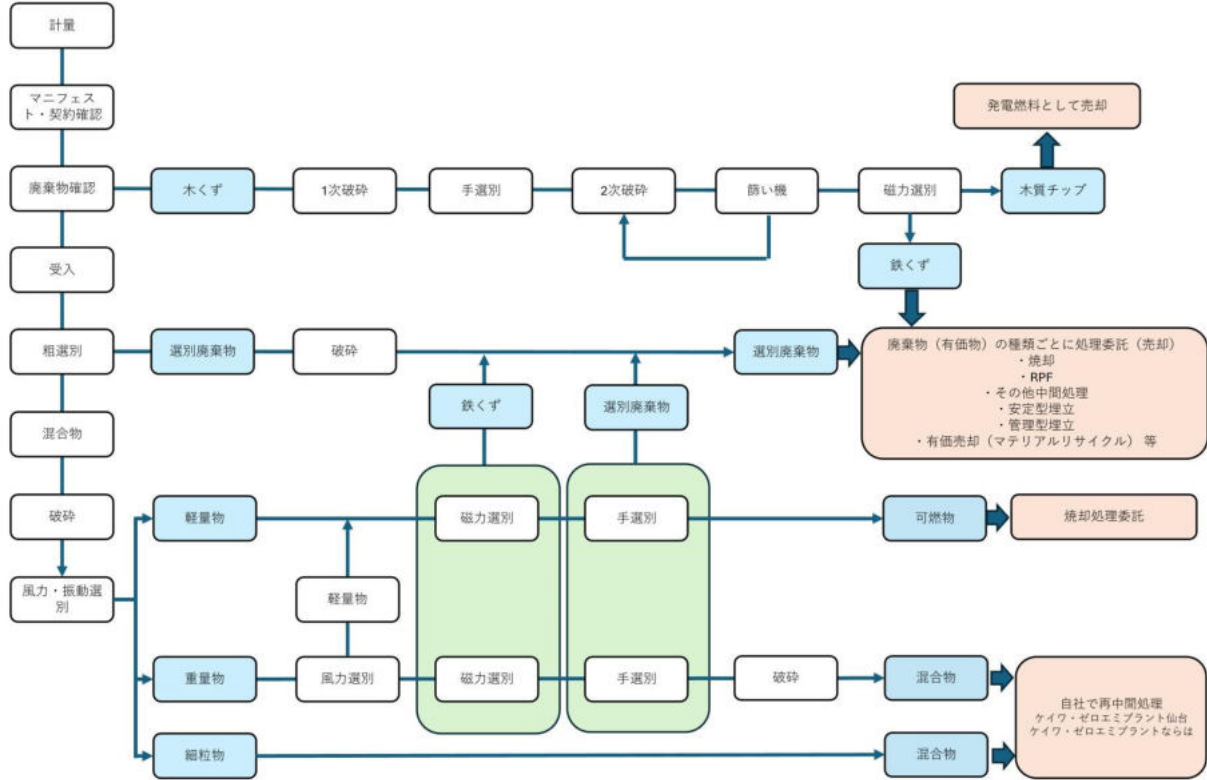 計量
マニフェス
ト・契約確認
発電燃料として売却
廃棄物確認
木くず
1次破砕
手選別
2次破砕
篩い機
磁力選別
木質チップ
受入
鉄くず
粗選別
選別廃棄物
破砕
選別廃棄物
廃棄物（有価物）の種類ごとに処理委託（売却）
・焼却
・RPF
・その他中間処理
・安定型埋立
・管理型埋立
・有価売却（マテリアルリサイクル） 等
鉄くず
選別廃棄物
混合物
破砕
軽量物
磁力選別
手選別
可燃物
焼却処理委託
風力・振動選
別
軽量物
重量物
風力選別
磁力選別
手選別
破砕
混合物
自社で再中間処理
ケイワ・ゼロエミプラント仙台
ケイワ・ゼロエミプラントならは
細粒物
混合物